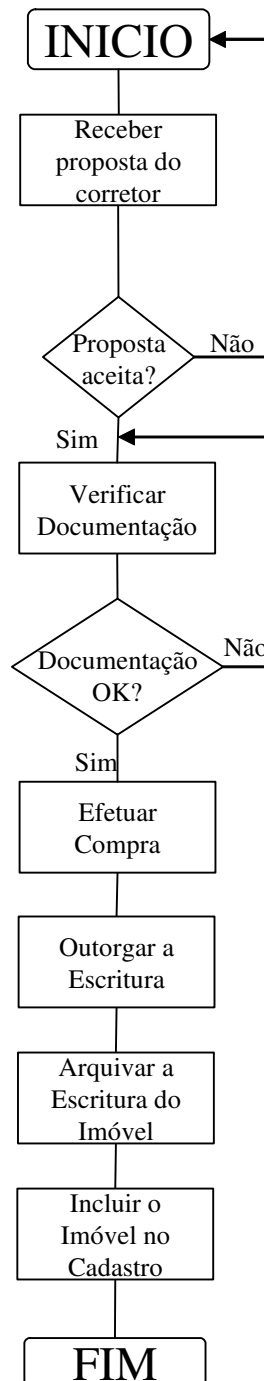 INICIO
Receber
proposta do
corretor
Proposta
aceita?
Não
Sim
Verificar
Documentação
Documentação
OK?
Não
Sim
Efetuar
Compra
Outorgar a
Escritura
Arquivar a
Escritura do
Imóvel
Incluir o
Imóvel no
Cadastro
FIM